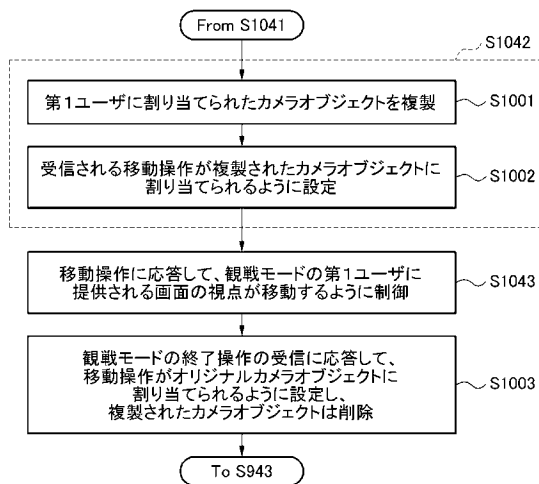 From S1041
S1042
第1ユーザに割り当てられたカメラオブジェクトを複製
S1001
受信される移動操作が複製されたカメラオブジェクトに
割り当てられるように設定
S1002
移動操作に応答して、観戦モードの第1ユーザに
提供される画面の視点が移動するように制御
S1043
観戦モードの終了操作の受信に応答して、
移動操作がオリジナルカメラオブジェクトに
割り当てられるように設定し、
複製されたカメラオブジェクトは削除
S1003
To S943